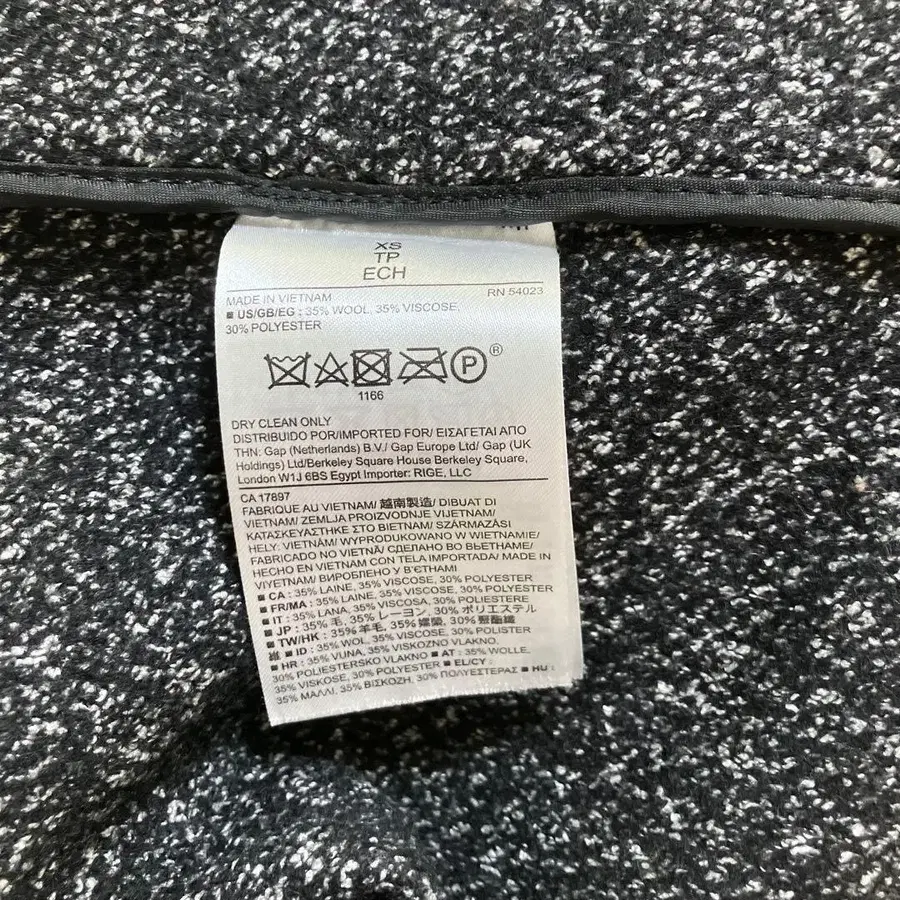 XS
TP
ECH
MADE IN VIETNAM RN 54023
■ US/GB/EG : 35% WOOL, 35% VISCOSE,
30% POLYESTER
P ®
1166
DRY CLEAN ONLY
DISTRIBUIDO POR/IMPORTED FOR/ ΕΙΣΑΓΕΤΑΙ ΑΠΟ
ΤΗΝ: Gap (Netherlands) B.V./ Gap Europe Ltd/ Gap (UK
Holdings) Ltd/Berkeley Square House Berkeley Square,
London W1J 6BS Egypt Importer: RIGE, LLC
CA 17897
FABRIQUE AU VIETNAM/ 越南製造/ DIBUAT DI
VIETNAM/ ZEMLJA PROIZVODNJE VIJETNAM/
ΚΑΤΑΣΚΕΥΑΣΤΗΚΕ ΣΤΟ ΒΙΕΤΝΑΜ/ SZÁRMAZÁSI
HELY: VIETNÁM/ WYPRODUKOWANO W WIETNAMIE/
FABRICADO NO VIETNÃ/ СДЕЛАНО ВО ВЬЕТНАМЕ/
HECHO EN VIETNAM CON TELA IMPORTADA/ MADE IN
VIYETNAM/ ВИРОБЛЕНО У В'ЄТНАМІ
■ CA : 35% LAINE, 35% VISCOSE, 30% POLYESTER
■ FR/MA : 35% LAINE, 35% VISCOSE, 30% POLYESTER
■ IT : 35% LANA, 35% VISCOSA, 30% POLIESTERE
■ JP : 35% 毛, 35% レーヨン, 30% ポリエステル
■ TW/HK : 35% 羊毛, 35% 嫘縈, 30% 聚酯纖
維 ■ ID : 35% WOL, 35% VISCOSE, 30% POLISTER
■ HR : 35% VUNA, 35% VISKOZNO VLAKNO,
30% POLIESTERSKO VLAKNO ■ AT : 35% WOLLE,
35% VISKOSE, 30% POLYESTER ■ EL/CY :
35% ΜΑΛΛΙ, 35% ΒΙΣΚΟΖΗ, 30% ΠΟΛΥΕΣΤΕΡΑΣ ■ HU :